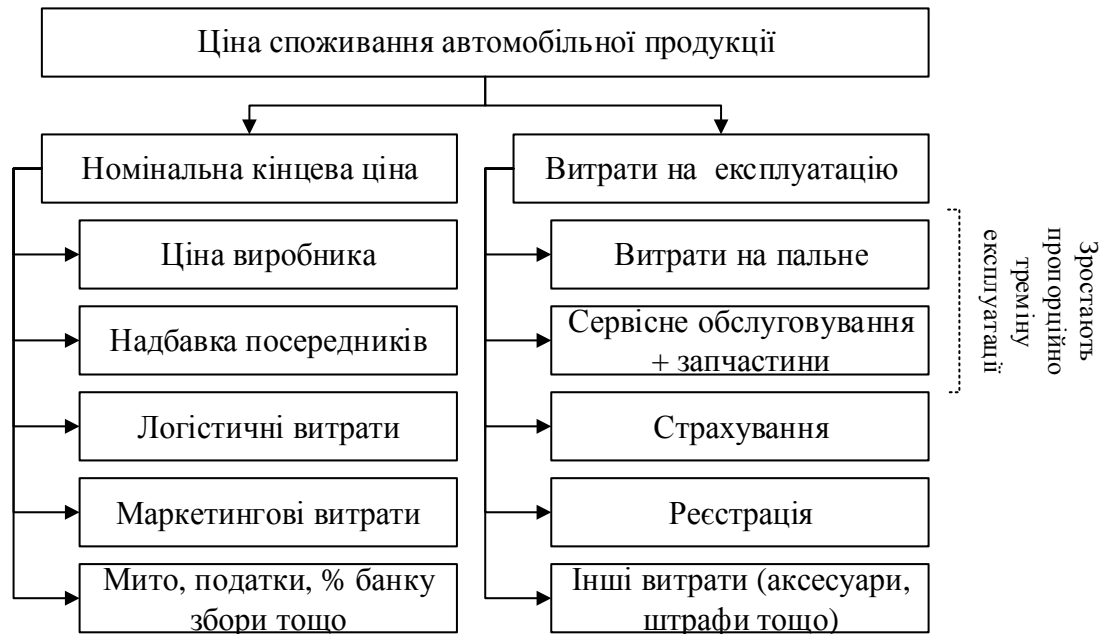 Ціна споживання автомобільної продукції
Номінальна кінцева ціна
Витрати на експлуатацію
Ціна виробника
Витрати на пальне
Надбавка посередників
Сервісне обслуговування
+ запчастини
Логістичні витрати
Страхування
Маркетингові витрати
Реєстрація
Мито, податки, % банку
збори тощо
Інші витрати (аксесуари,
штрафи тощо)
Зростають
пропорційно
треміну
експлуатації